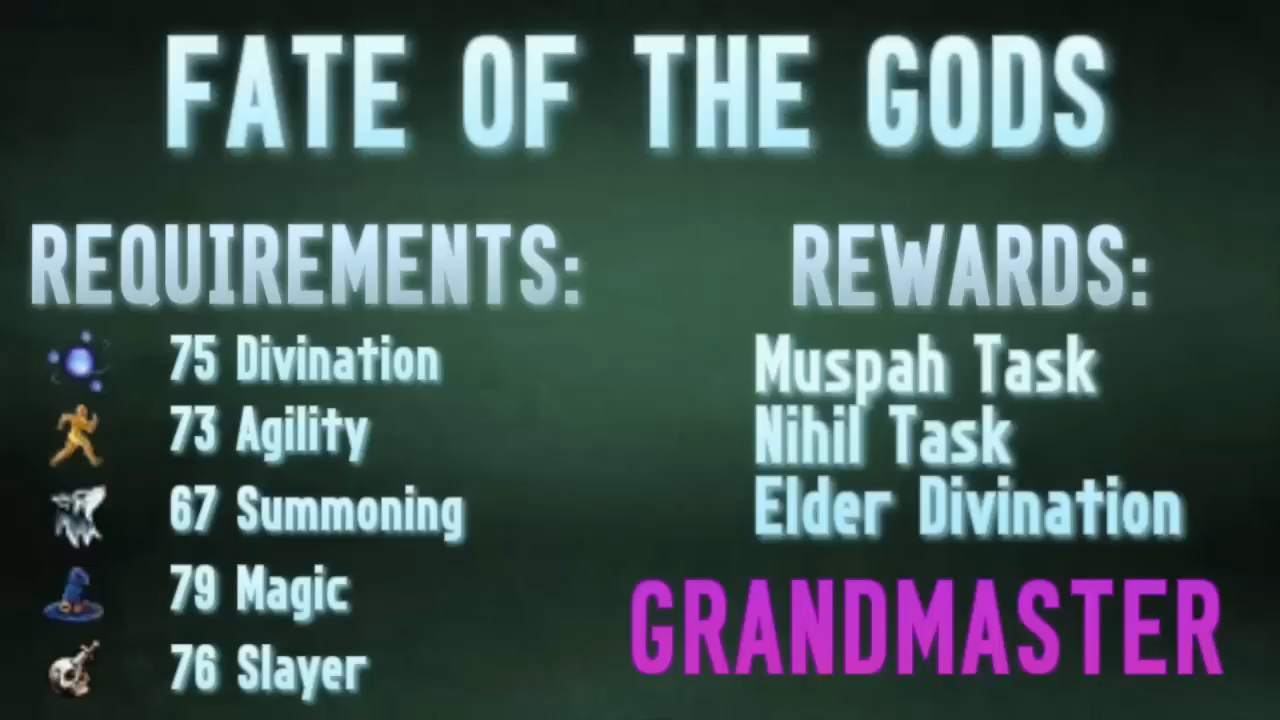 FATE OF THE GODS
REQUIREMENTS:
75 Divination
73 Agility
67 Summoning
79 Magic
76 Slayer
REWARDS:
Muspah Task
Nihil Task
Elder Divination
GRANDMASTER